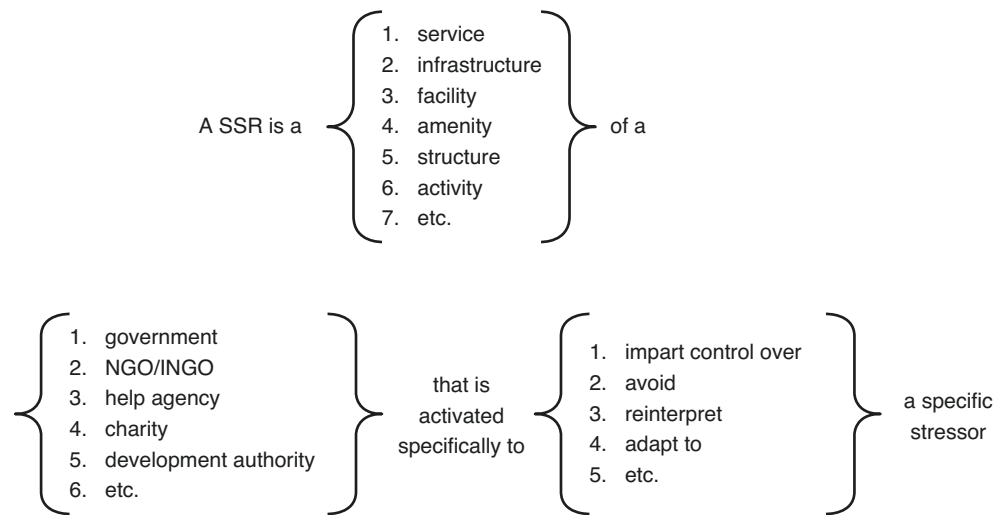 A SSR is a
1. service
2. infrastructure
3. facility
4. amenity
5. structure
6. activity
7. etc.
of a
1. government
2. NGO/INGO
3. help agency
4. charity
5. development authority
6. etc.
that is
activated
specifically to
1. impart control over
2. avoid
3. reinterpret
4. adapt to
5. etc.
a specific
stressor